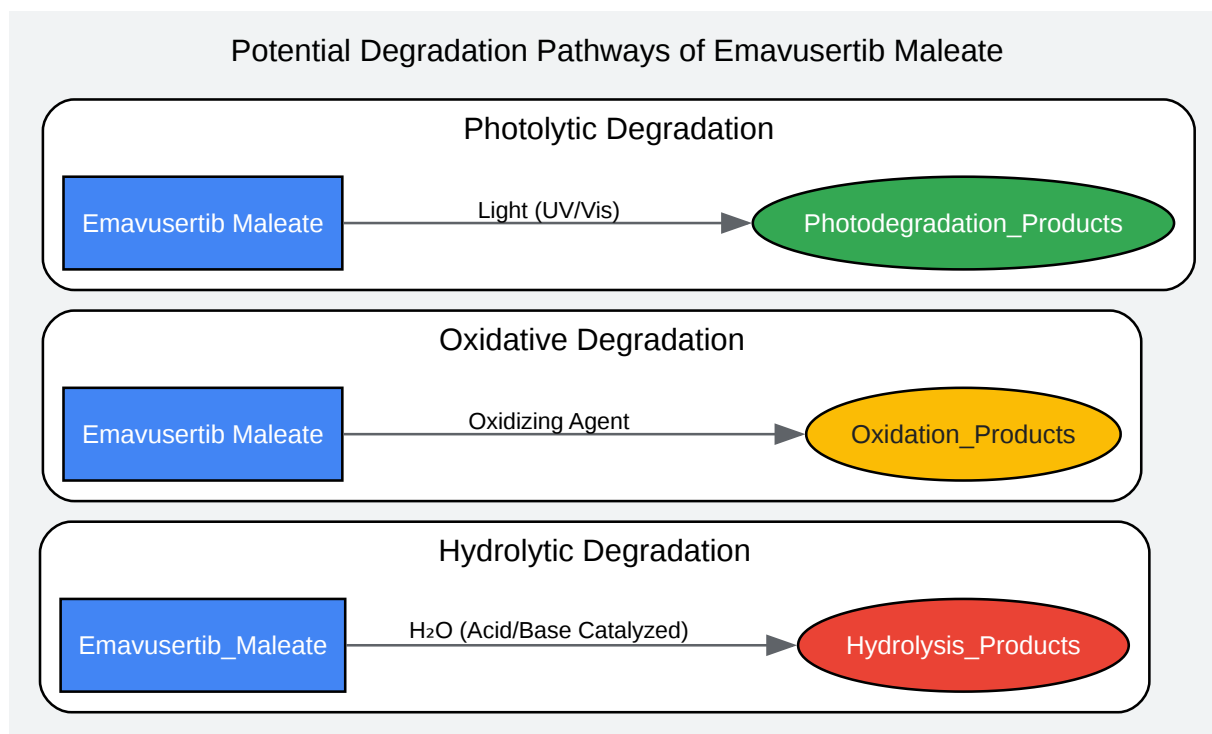 Potential Degradation Pathways of Emavusertib Maleate
Photolytic Degradation
Emavusertib Maleate
Light (UV/Vis)
Photodegradation_Products
Oxidative Degradation
Emavusertib Maleate
Oxidizing Agent
Oxidation_Products
Hydrolytic Degradation
Emavusertib_Maleate
H₂O (Acid/Base Catalyzed)
Hydrolysis_Products